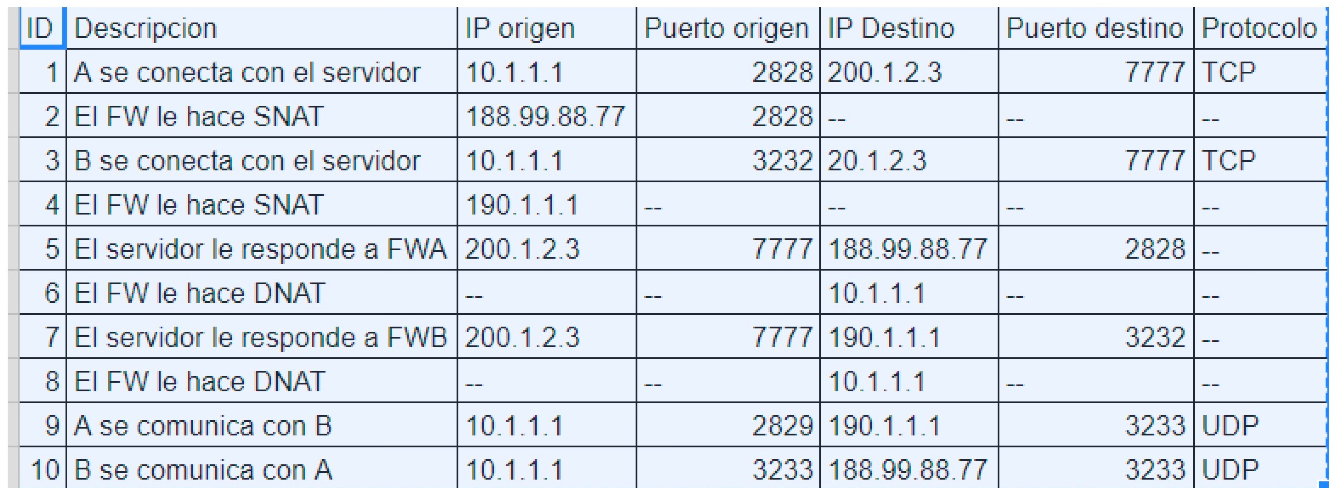 ID Descripcion IP origen Puerto origen IP Destino Puerto destino Protocolo
1 A se conecta con el servidor 10.1.1.1 2828 200.1.2.3 7777 TCP
2 El FW le hace SNAT 188.99.88.77 2828 -- -- --
3 B se conecta con el servidor 10.1.1.1 3232 20.1.2.3 7777 TCP
4 El FW le hace SNAT 190.1.1.1 -- -- -- --
5 El servidor le responde a FWA 200.1.2.3 7777 188.99.88.77 2828 --
6 El FW le hace DNAT -- -- 10.1.1.1 -- --
7 El servidor le responde a FWB 200.1.2.3 7777 190.1.1.1 3232 --
8 El FW le hace DNAT -- -- 10.1.1.1 -- --
9 A se comunica con B 10.1.1.1 2829 190.1.1.1 3233 UDP
10 B se comunica con A 10.1.1.1 3233 188.99.88.77 3233 UDP